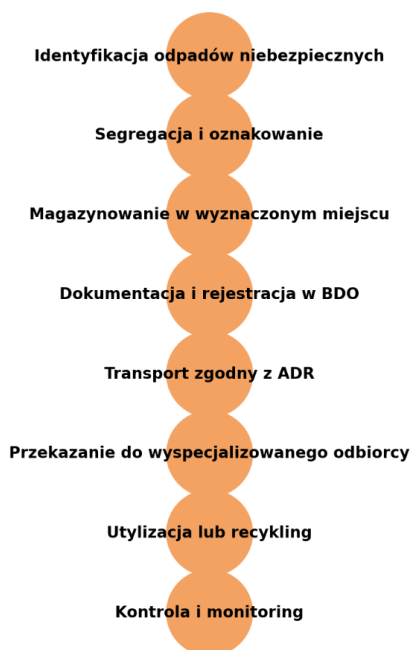 Identyfikacja odpadów niebezpiecznych
Segregacja i oznakowanie
Magazynowanie w wyznaczonym miejscu
Dokumentacja i rejestracja w BDO
Transport zgodny z ADR
Przekazanie do wyspecjalizowanego odbiorcy
Utylizacja lub recykling
Kontrola i monitoring